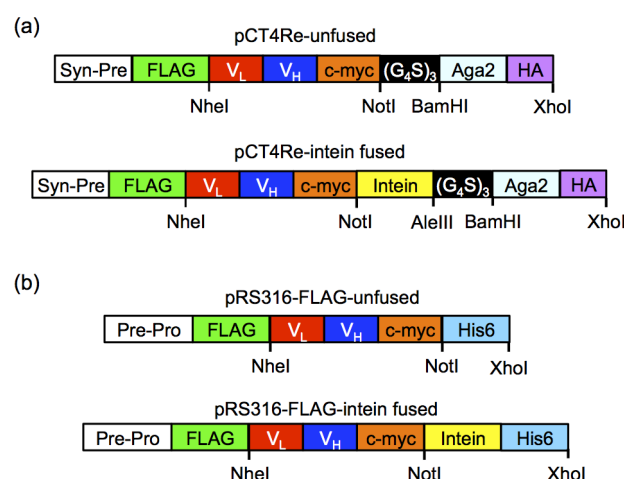 (a)
pCT4Re-unfused
Syn-Pre FLAG VL VH c-myc (G4S)3 Aga2 HA
NheI NotI BamHI XhoI
pCT4Re-intein fused
Syn-Pre FLAG VL VH c-myc Intein (G4S)3 Aga2 HA
NheI NotI AleIII BamHI XhoI
(b)
pRS316-FLAG-unfused
Pre-Pro FLAG VL VH c-myc His6
NheI NotI XhoI
pRS316-FLAG-intein fused
Pre-Pro FLAG VL VH c-myc Intein His6
NheI NotI XhoI